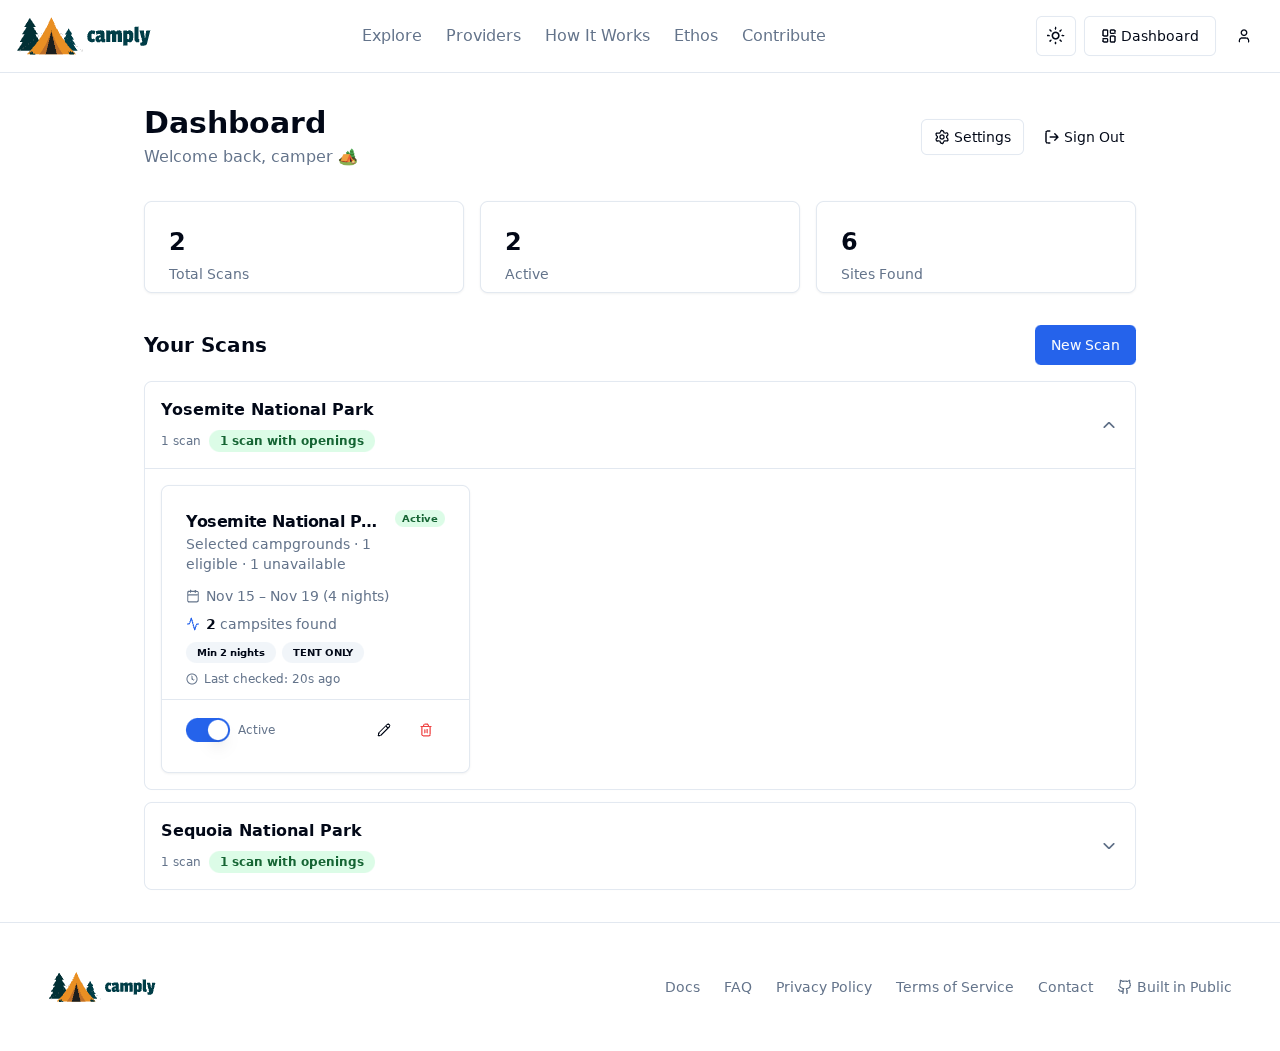 camply
Explore
Providers
How It Works
Ethos
Contribute
Dashboard
Dashboard
Welcome back, camper 🏕️
Settings
Sign Out
2
Total Scans
2
Active
6
Sites Found
Your Scans
New Scan
Yosemite National Park
1 scan
1 scan with openings
Yosemite National P...
Active
Selected campgrounds · 1
eligible · 1 unavailable
Nov 15 – Nov 19 (4 nights)
2 campsites found
Min 2 nights
TENT ONLY
Last checked: 20s ago
Active
Sequoia National Park
1 scan
1 scan with openings
camply
Docs
FAQ
Privacy Policy
Terms of Service
Contact
Built in Public